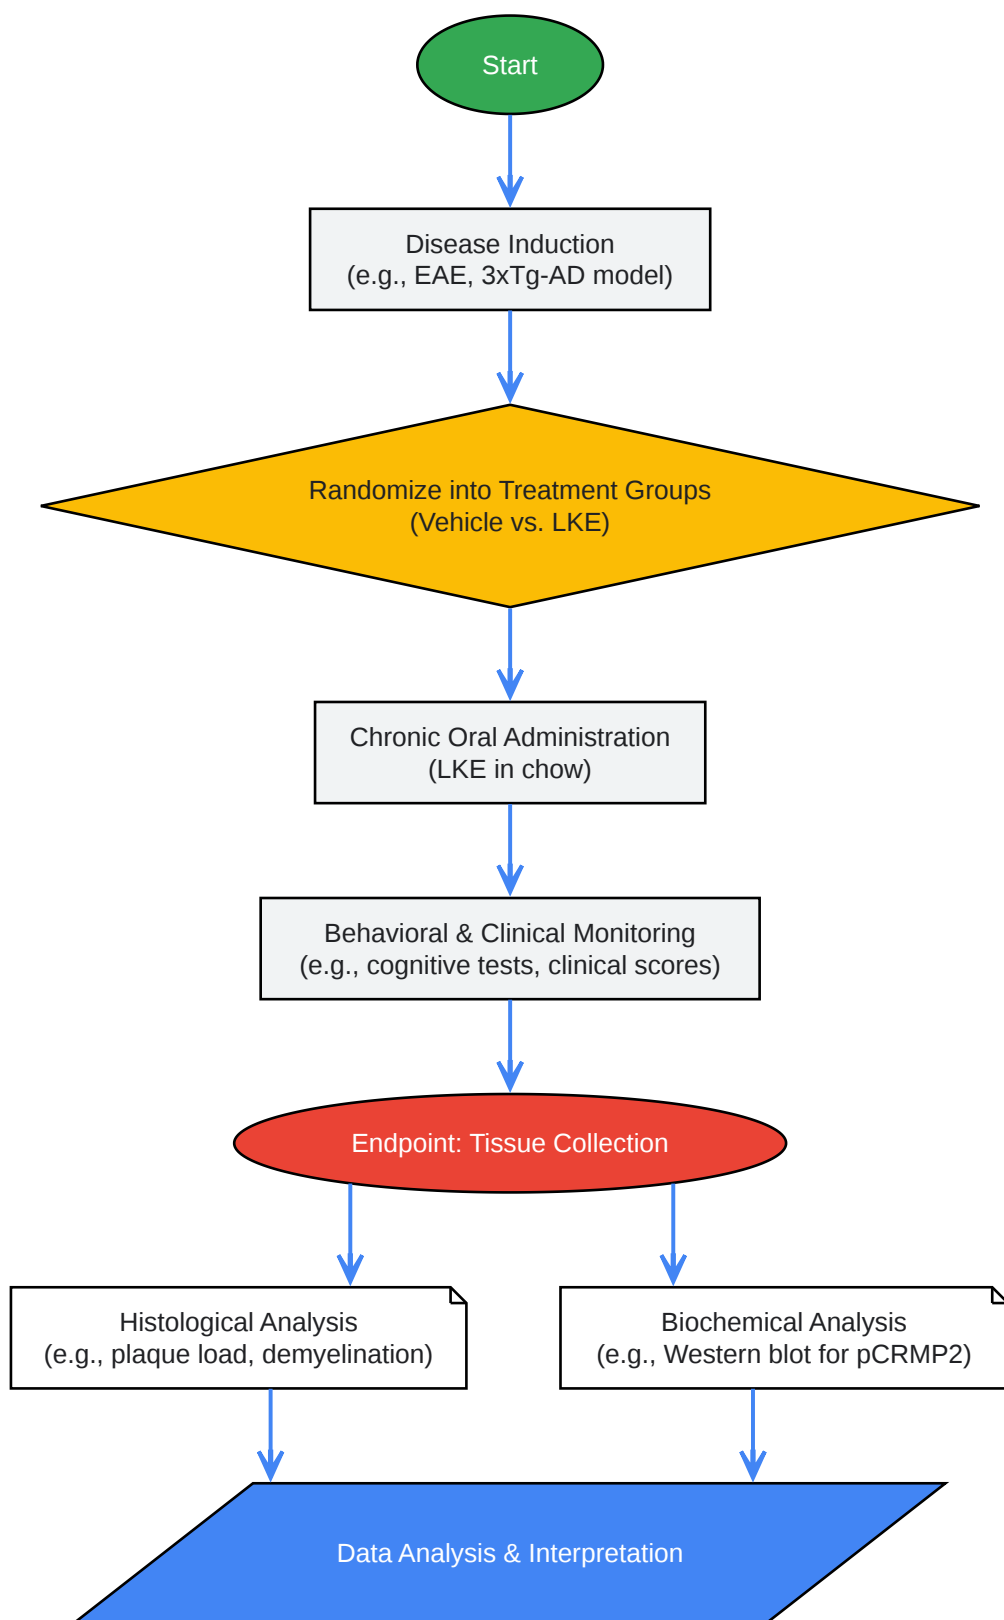 Start
Disease Induction
(e.g., EAE, 3xTg-AD model)
Randomize into Treatment Groups
(Vehicle vs. LKE)
Chronic Oral Administration
(LKE in chow)
Behavioral & Clinical Monitoring
(e.g., cognitive tests, clinical scores)
Endpoint: Tissue Collection
Histological Analysis
(e.g., plaque load, demyelination)
Biochemical Analysis
(e.g., Western blot for pCRMP2)
Data Analysis & Interpretation